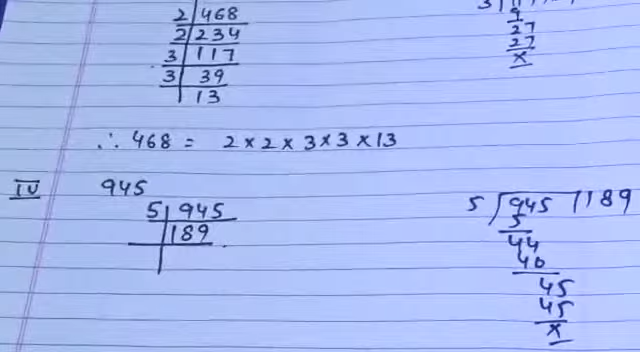 2 | 468
2 | 234
3 | 117
3 | 39
13
9
27
27
x
∴ 468 = 2 x 2 x 3 x 3 x 13
IV 945
5 | 945
189
5 ) 945 ( 189
5
44
40
45
45
x